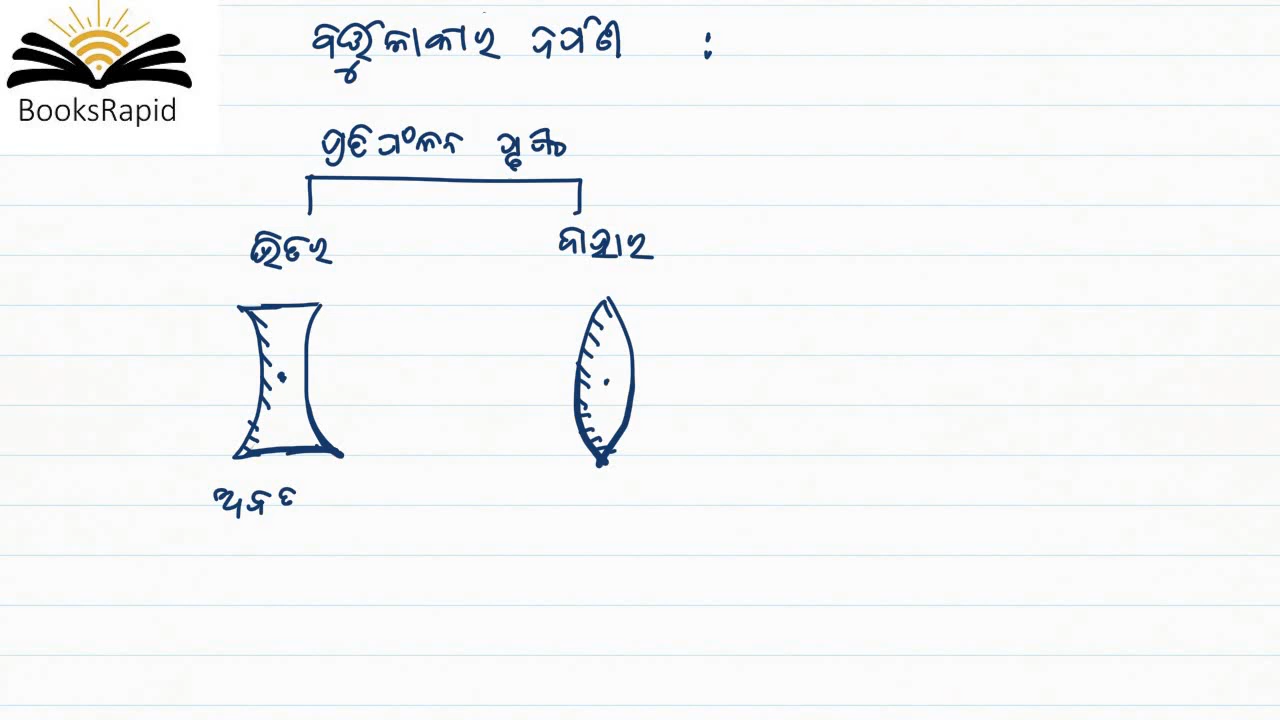 BooksRapid
ବର୍ତ୍ତୁଳାକାର ଦର୍ପଣ :
ପ୍ରତିଫଳନ ପୃଷ୍ଠ
ଭିତର ବାହାର
ଅବତ